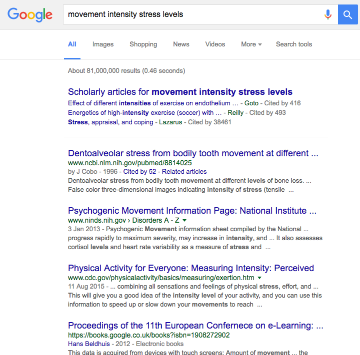 Google
movement intensity stress levels
All Images Shopping News Videos More Search tools
About 81,000,000 results (0.46 seconds)
Scholarly articles for movement intensity stress levels
Effect of different intensities of exercise on endothelium ... - Goto - Cited by 416
Energetics of high-intensity exercise (soccer) with ... - Reilly - Cited by 493
Stress, appraisal, and coping - Lazarus - Cited by 38461
Dentoalveolar stress from bodily tooth movement at different ...
www.ncbi.nlm.nih.gov/pubmed/8814025
by J Cobo - 1996 - Cited by 52 - Related articles
Dentoalveolar stress from bodily tooth movement at different levels of bone loss. ...
False color three-dimensional images indicating intensity of stress (tensile ...
Psychogenic Movement Information Page: National Institute ...
www.ninds.nih.gov › Disorders A - Z
3 Jan 2013 - Psychogenic Movement information sheet compiled by the National ...
progress rapidly to maximum severity, may increase in intensity, and ... It also assesses
cortisol levels and heart rate variability as a measure of stress and ...
Physical Activity for Everyone: Measuring Intensity: Perceived
www.cdc.gov/physicalactivity/basics/measuring/exertion.htm
11 Aug 2015 - ... combining all sensations and feelings of physical stress, effort, and ...
This will give you a good idea of the intensity level of your activity, and you can use this
information to speed up or slow down your movements to reach ...
Proceedings of the 11th European Confernece on e-Learning: ...
https://books.google.co.uk/books?isbn=1908272902
Hans Beldhuis - 2012 - Electronic books
This data is acquired from devices with touch screens: Amount of movement ... the